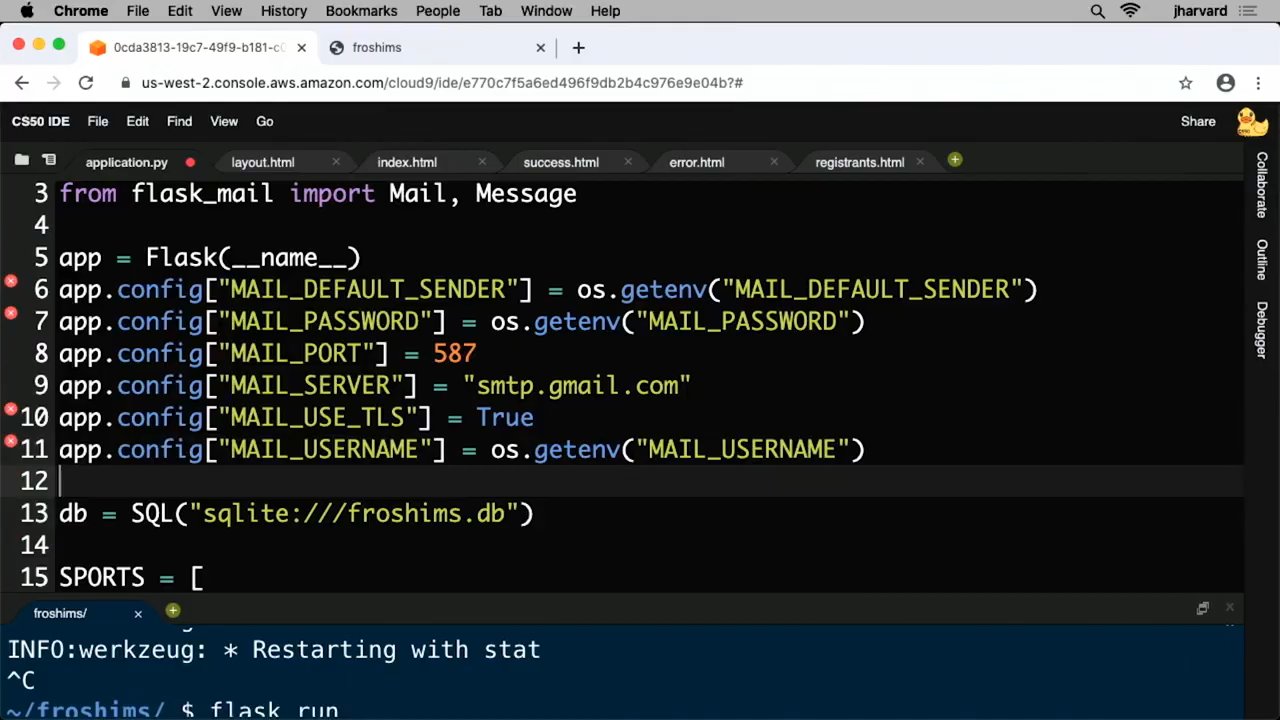 Chrome File Edit View History Bookmarks People Tab Window Help jharvard
0cda3813-19c7-49f9-b181-c froshims
us-west-2.console.aws.amazon.com/cloud9/ide/e770c7f5a6ed496f9db2b4c976e9e04b?#
CS50 IDE File Edit Find View Go Share
application.py layout.html index.html success.html error.html registrants.html
3 from flask_mail import Mail, Message
4
5 app = Flask(__name__)
6 app.config["MAIL_DEFAULT_SENDER"] = os.getenv("MAIL_DEFAULT_SENDER")
7 app.config["MAIL_PASSWORD"] = os.getenv("MAIL_PASSWORD")
8 app.config["MAIL_PORT"] = 587
9 app.config["MAIL_SERVER"] = "smtp.gmail.com"
10 app.config["MAIL_USE_TLS"] = True
11 app.config["MAIL_USERNAME"] = os.getenv("MAIL_USERNAME")
12
13 db = SQL("sqlite:///froshims.db")
14
15 SPORTS = [
Collaborate
Outline
Debugger
froshims/
INFO:werkzeug: * Restarting with stat
^C
~/froshims/ $ flask run